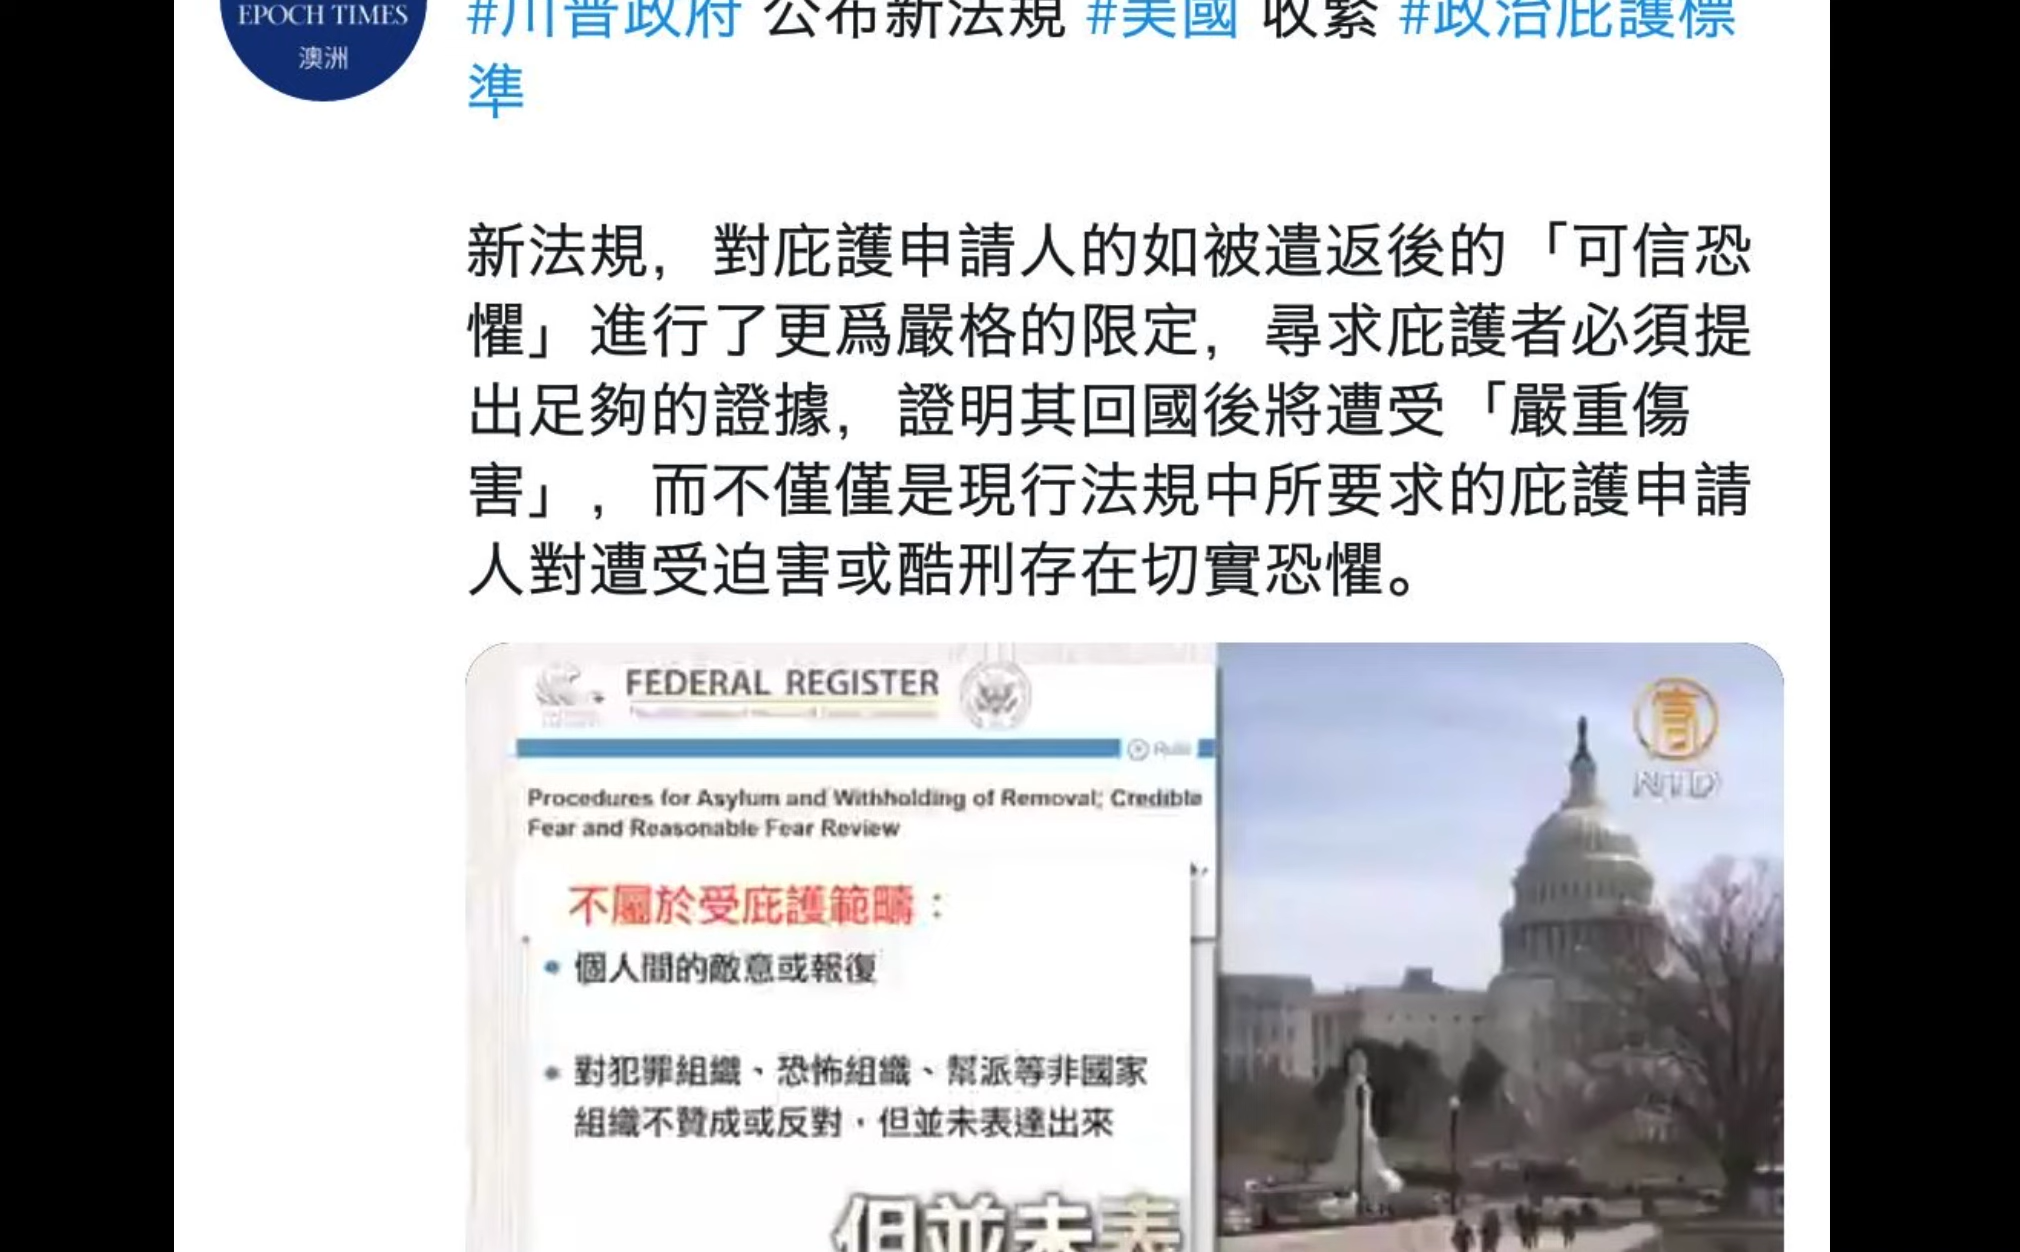 EPOCH TIMES
澳洲
#川普政府 公布新法規 #美國 收緊 #政治庇護標
準
新法規，對庇護申請人的如被遣返後的「可信恐
懼」進行了更爲嚴格的限定，尋求庇護者必須提
出足夠的證據，證明其回國後將遭受「嚴重傷
害」，而不僅僅是現行法規中所要求的庇護申請
人對遭受迫害或酷刑存在切實恐懼。
FEDERAL REGISTER
Rule
Procedures for Asylum and Withholding of Removal; Credible
Fear and Reasonable Fear Review
不屬於受庇護範疇：
• 個人間的敵意或報復
• 對犯罪組織、恐怖組織、幫派等非國家
組織不贊成或反對，但並未表達出來
但並未表
NTD